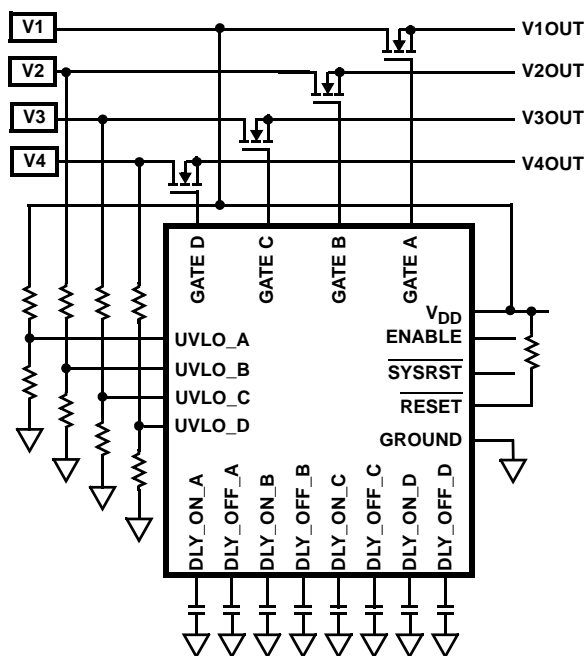 V1
V1OUT
V2
V2OUT
V3
V3OUT
V4
V4OUT
GATE D
GATE C
GATE B
GATE A
VDD
UVLO_A
ENABLE
UVLO_B
SYSRST
UVLO_C
RESET
UVLO_D
GROUND
DLY_ON_A
DLY_OFF_A
DLY_ON_B
DLY_OFF_B
DLY_ON_C
DLY_OFF_C
DLY_ON_D
DLY_OFF_D